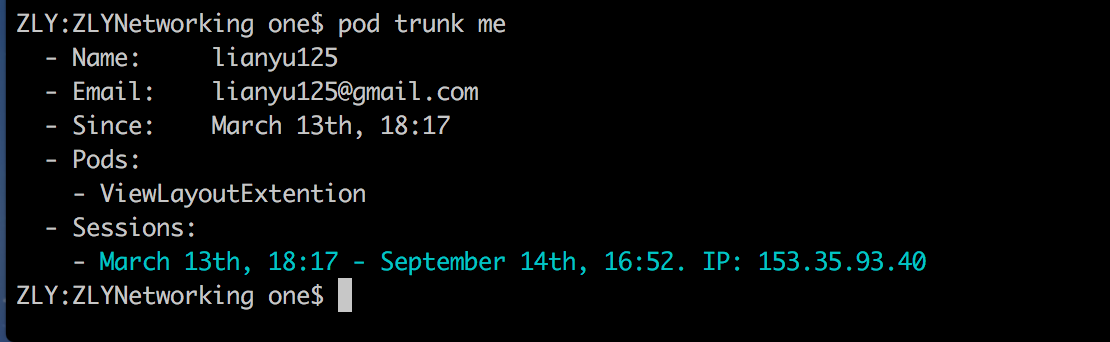 ZLY:ZLYNetworking one$ pod trunk me
- Name: lianyu125
- Email: lianyu125@gmail.com
- Since: March 13th, 18:17
- Pods:
- ViewLayoutExtention
- Sessions:
- March 13th, 18:17 - September 14th, 16:52. IP: 153.35.93.40
ZLY:ZLYNetworking one$